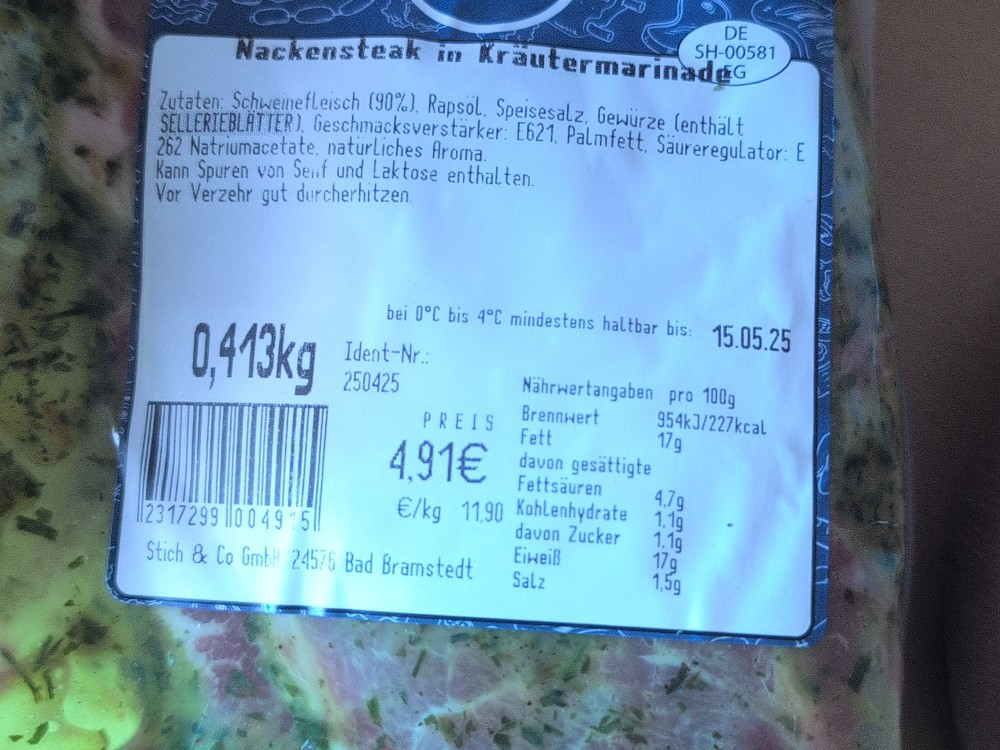 DE
SH-00581
EG
Nackensteak in Kräutermarinade
Zutaten: Schweinefleisch (90%), Rapsöl, Speisesalz, Gewürze (enthält
SELLERIEBLÄTTER), Geschmacksverstärker: E621, Palmfett, Säureregulator: E
262 Natriumacetate, natürliches Aroma.
Kann Spuren von Senf und Laktose enthalten.
Vor Verzehr gut durcherhitzen.
bei 0°C bis 4°C mindestens haltbar bis: 15.05.25
0,413kg
Ident-Nr.:
250425
PREIS
4,91€
€/kg 11,90
Nährwertangaben pro 100g
Brennwert 954kJ/227kcal
Fett 17g
davon gesättigte
Fettsäuren 4,7g
Kohlenhydrate 1,1g
davon Zucker 1,1g
Eiweiß 17g
Salz 1,5g
2317299 004915
Stich & Co GmbH 24576 Bad Bramstedt